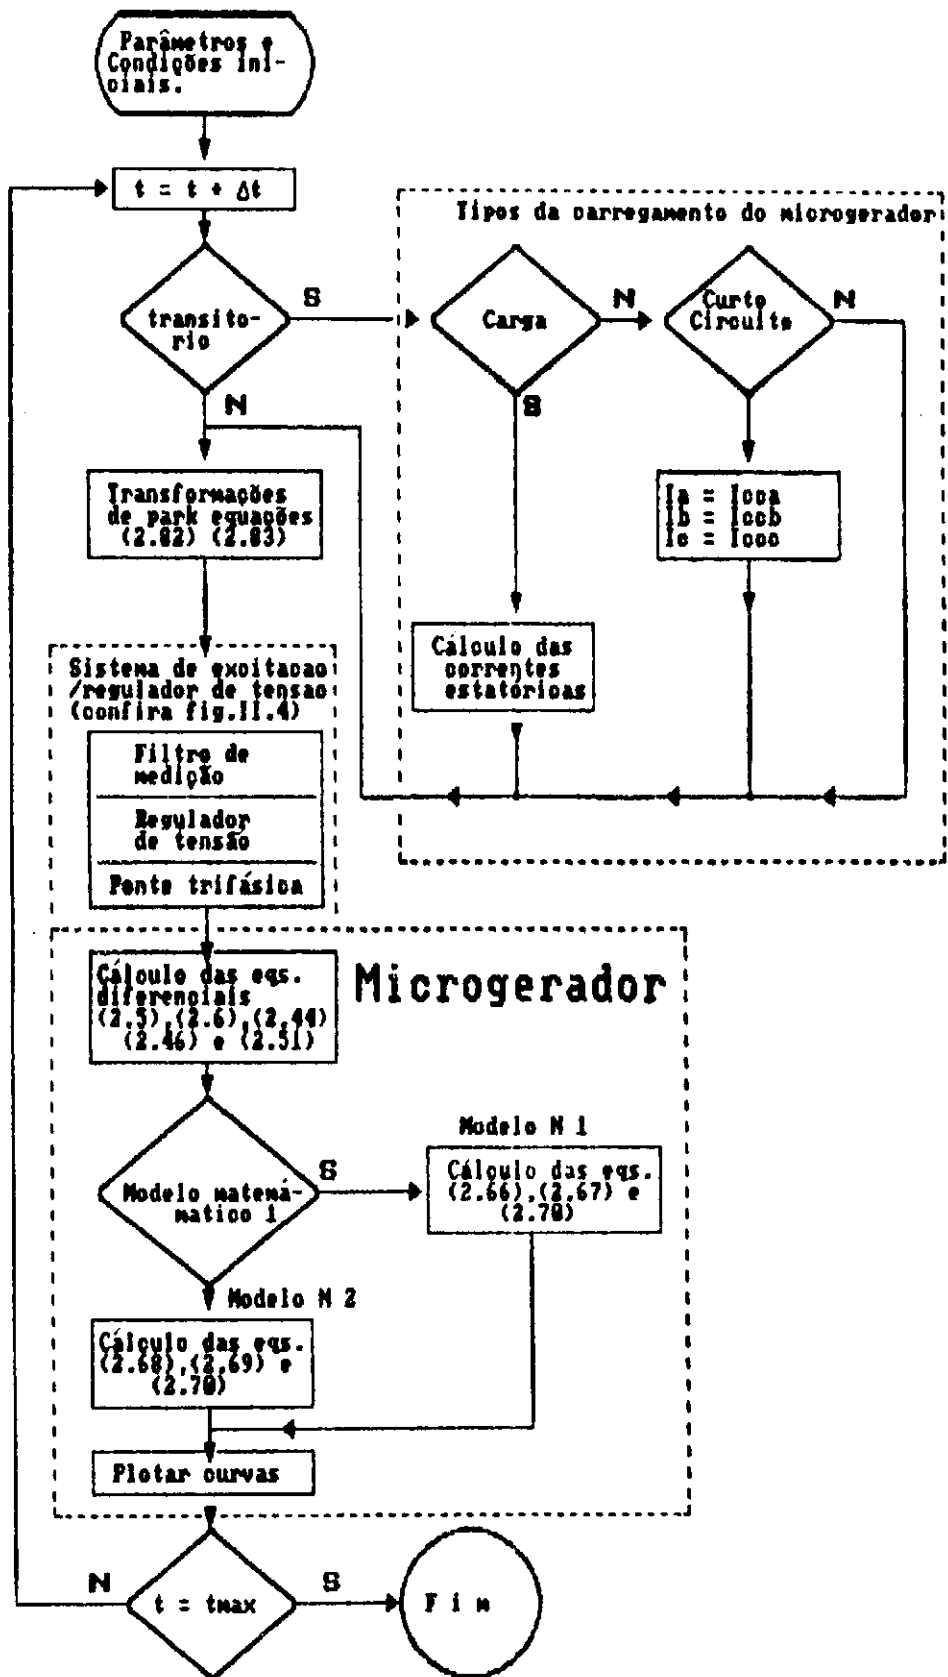 Parâmetros e
Condições ini-
ciais.
t = t + Δt
Tipos da carregamento do microgerador
transito-
rio
S
Carga
N
Curto
Circuito
N
N
S
Transformações
de park equações
(2.82) (2.83)
Ia = Icca
Ib = Iccb
Ic = Iccc
Cálculo das
correntes
estatóricas
Sistema de excitacao
/regulador de tensao
(confira fig.II.4)
Filtro de
medição
Regulador
de tensão
Ponte trifásica
Microgerador
Cálculo das eqs.
diferenciais
(2.5),(2.6),(2.44)
(2.46) e (2.51)
Modelo N 1
Modelo matemá-
matico 1
S
Cálculo das eqs.
(2.66),(2.67) e
(2.70)
Modelo N 2
Cálculo das eqs.
(2.68),(2.69) e
(2.70)
Plotar curvas
N
t = tmax
S
F i m